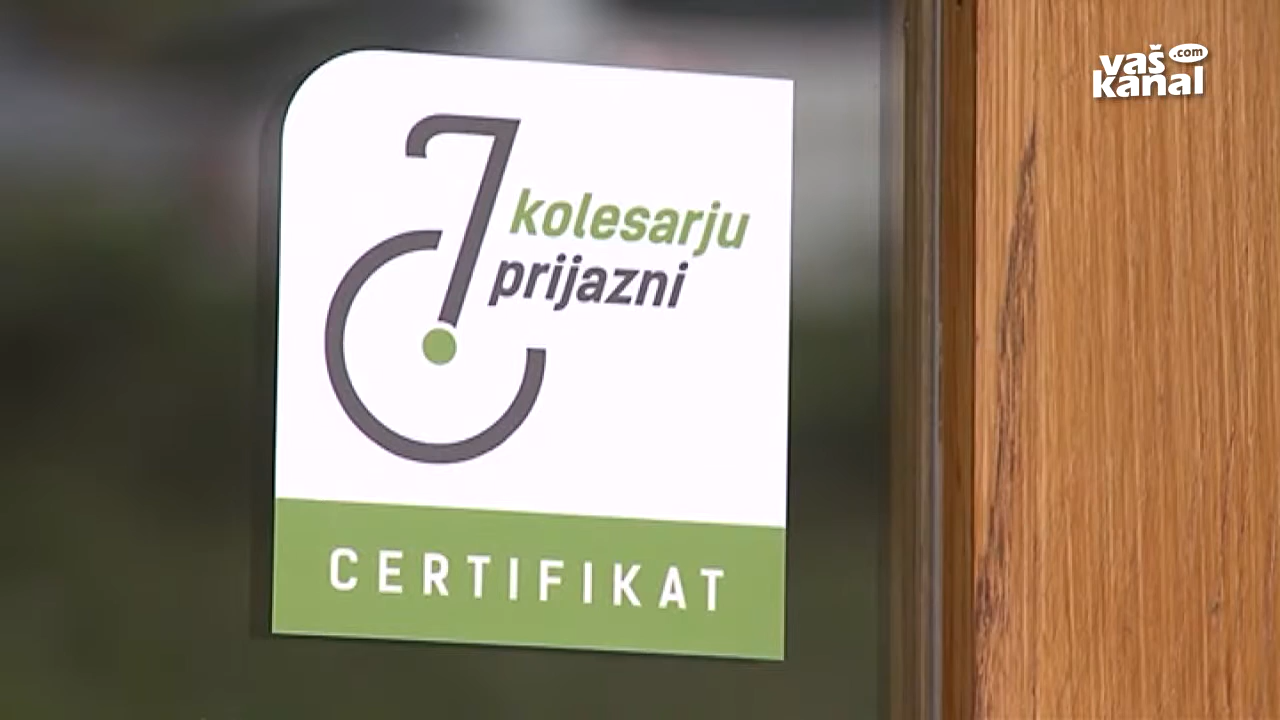 kolesarju
prijazni
CERTIFIKAT
vaš
.com
kanal